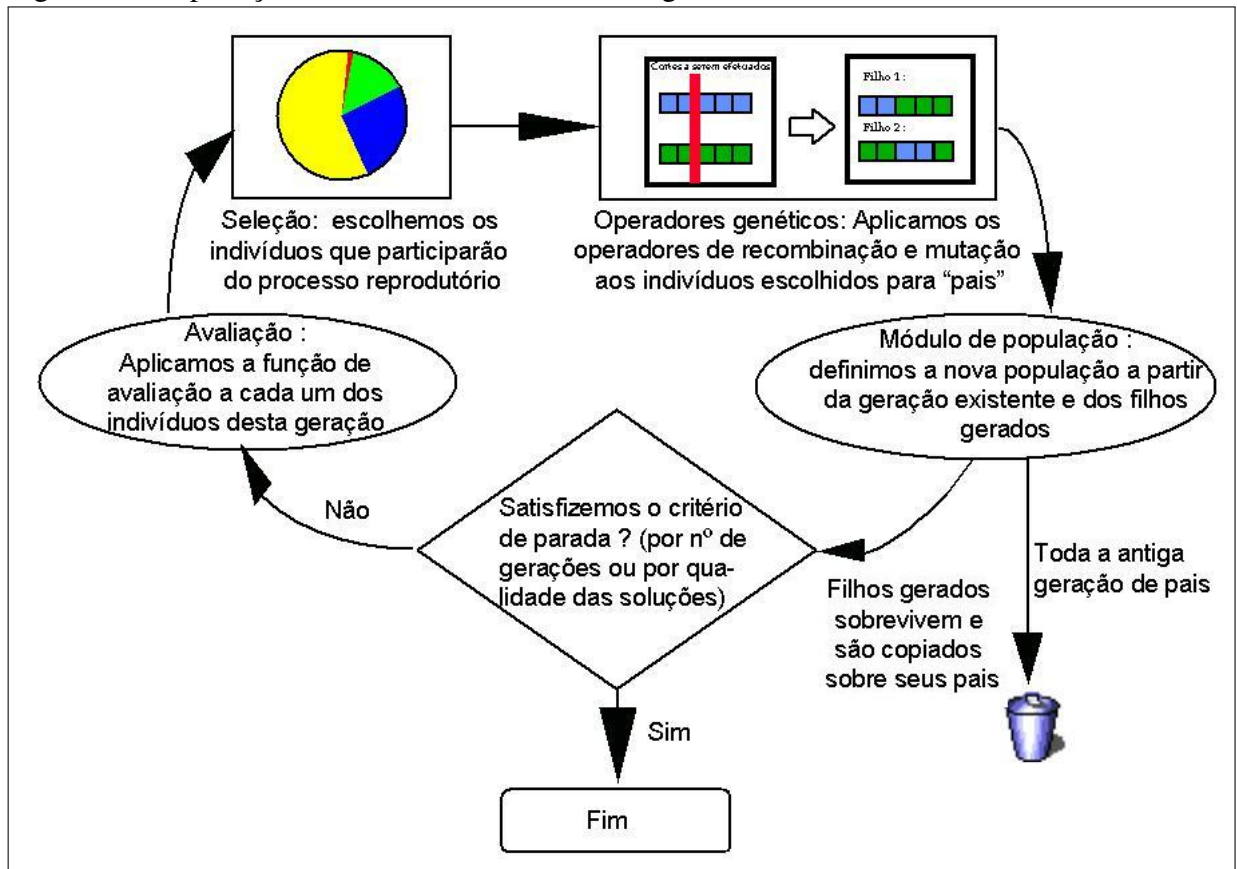 Cortes a serem efetuados
Filho 1 :
Filho 2 :
Seleção: escolhemos os
indivíduos que participarão
do processo reprodutório
Operadores genéticos: Aplicamos os
operadores de recombinação e mutação
aos indivíduos escolhidos para “pais”
Avaliação :
Aplicamos a função de
avaliação a cada um dos
indivíduos desta geração
Módulo de população :
definimos a nova população a partir
da geração existente e dos filhos
gerados
Não
Satisfizemos o critério
de parada ? (por nº de
gerações ou por qua-
lidade das soluções)
Toda a antiga
geração de pais
Filhos gerados
sobrevivem e
são copiados
sobre seus pais
Sim
Fim